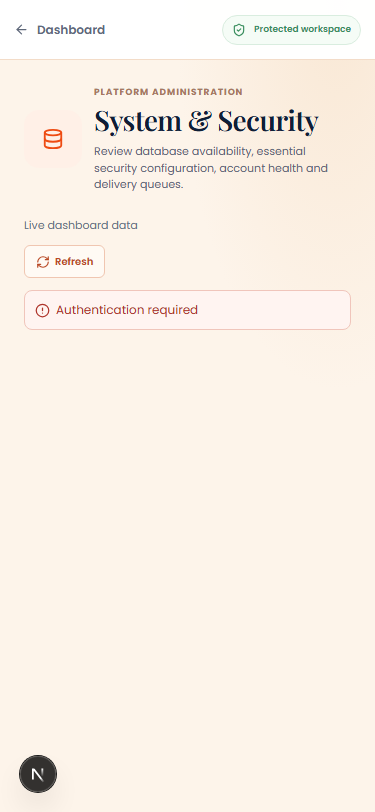 Dashboard
Protected workspace
PLATFORM ADMINISTRATION
System & Security
Review database availability, essential
security configuration, account health and
delivery queues.
Live dashboard data
Refresh
Authentication required
N